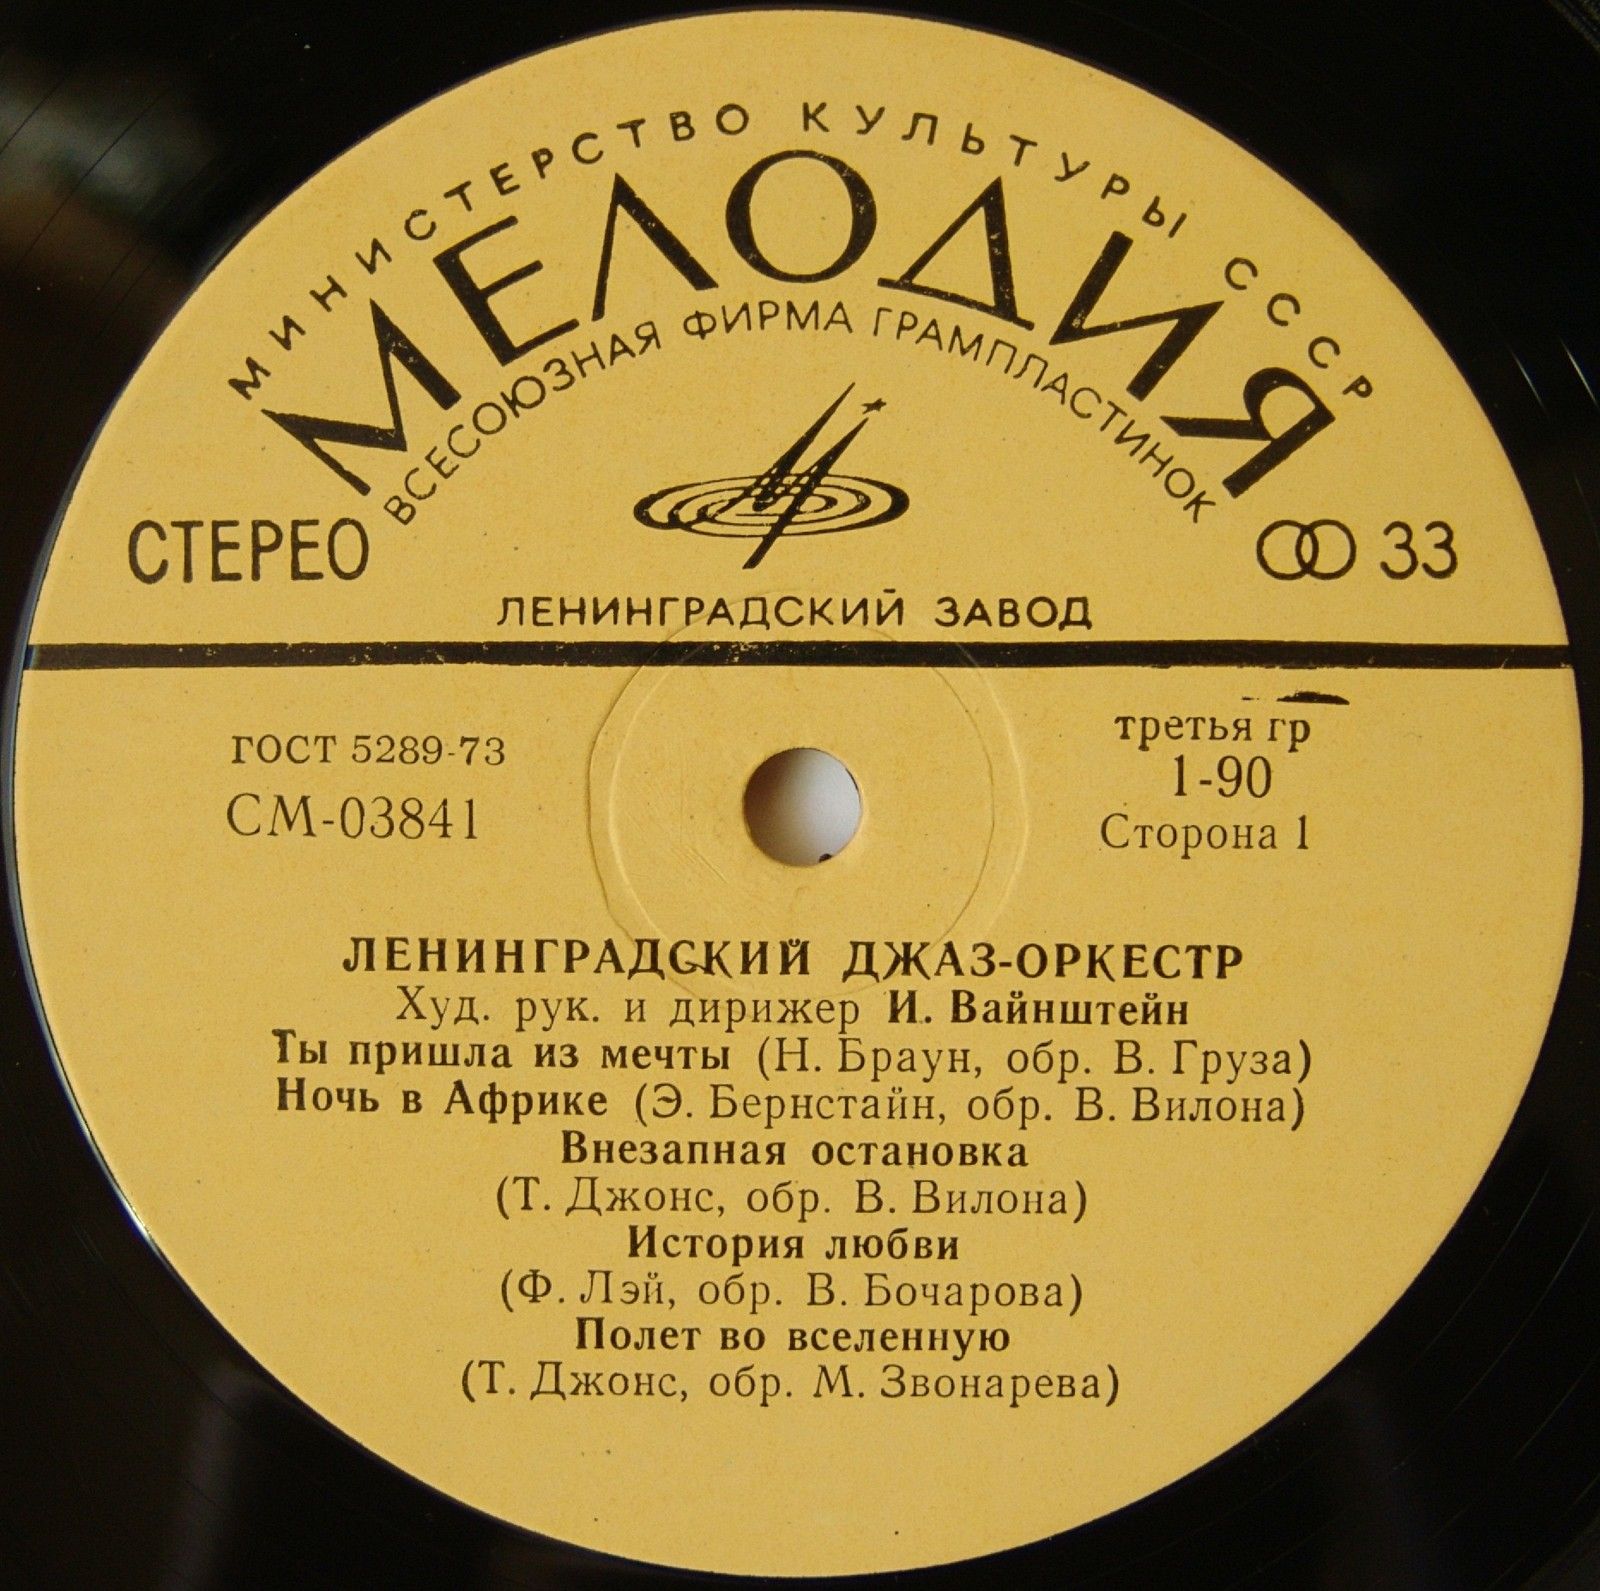 МИНИСТЕРСТВО КУЛЬТУРЫ СССР
МЕЛОДИЯ
ВСЕСОЮЗНАЯ ФИРМА ГРАМПЛАСТИНОК
СТЕРЕО
33
ЛЕНИНГРАДСКИЙ ЗАВОД
ГОСТ 5289-73
СМ-03841
третья гр
1-90
Сторона 1
ЛЕНИНГРАДСКИЙ ДЖАЗ-ОРКЕСТР
Худ. рук. и дирижер И. Вайнштейн
Ты пришла из мечты (Н. Браун, обр. В. Груза)
Ночь в Африке (Э. Бернстайн, обр. В. Вилона)
Внезапная остановка
(Т. Джонс, обр. В. Вилона)
История любви
(Ф. Лэй, обр. В. Бочарова)
Полет во вселенную
(Т. Джонс, обр. М. Звонарева)